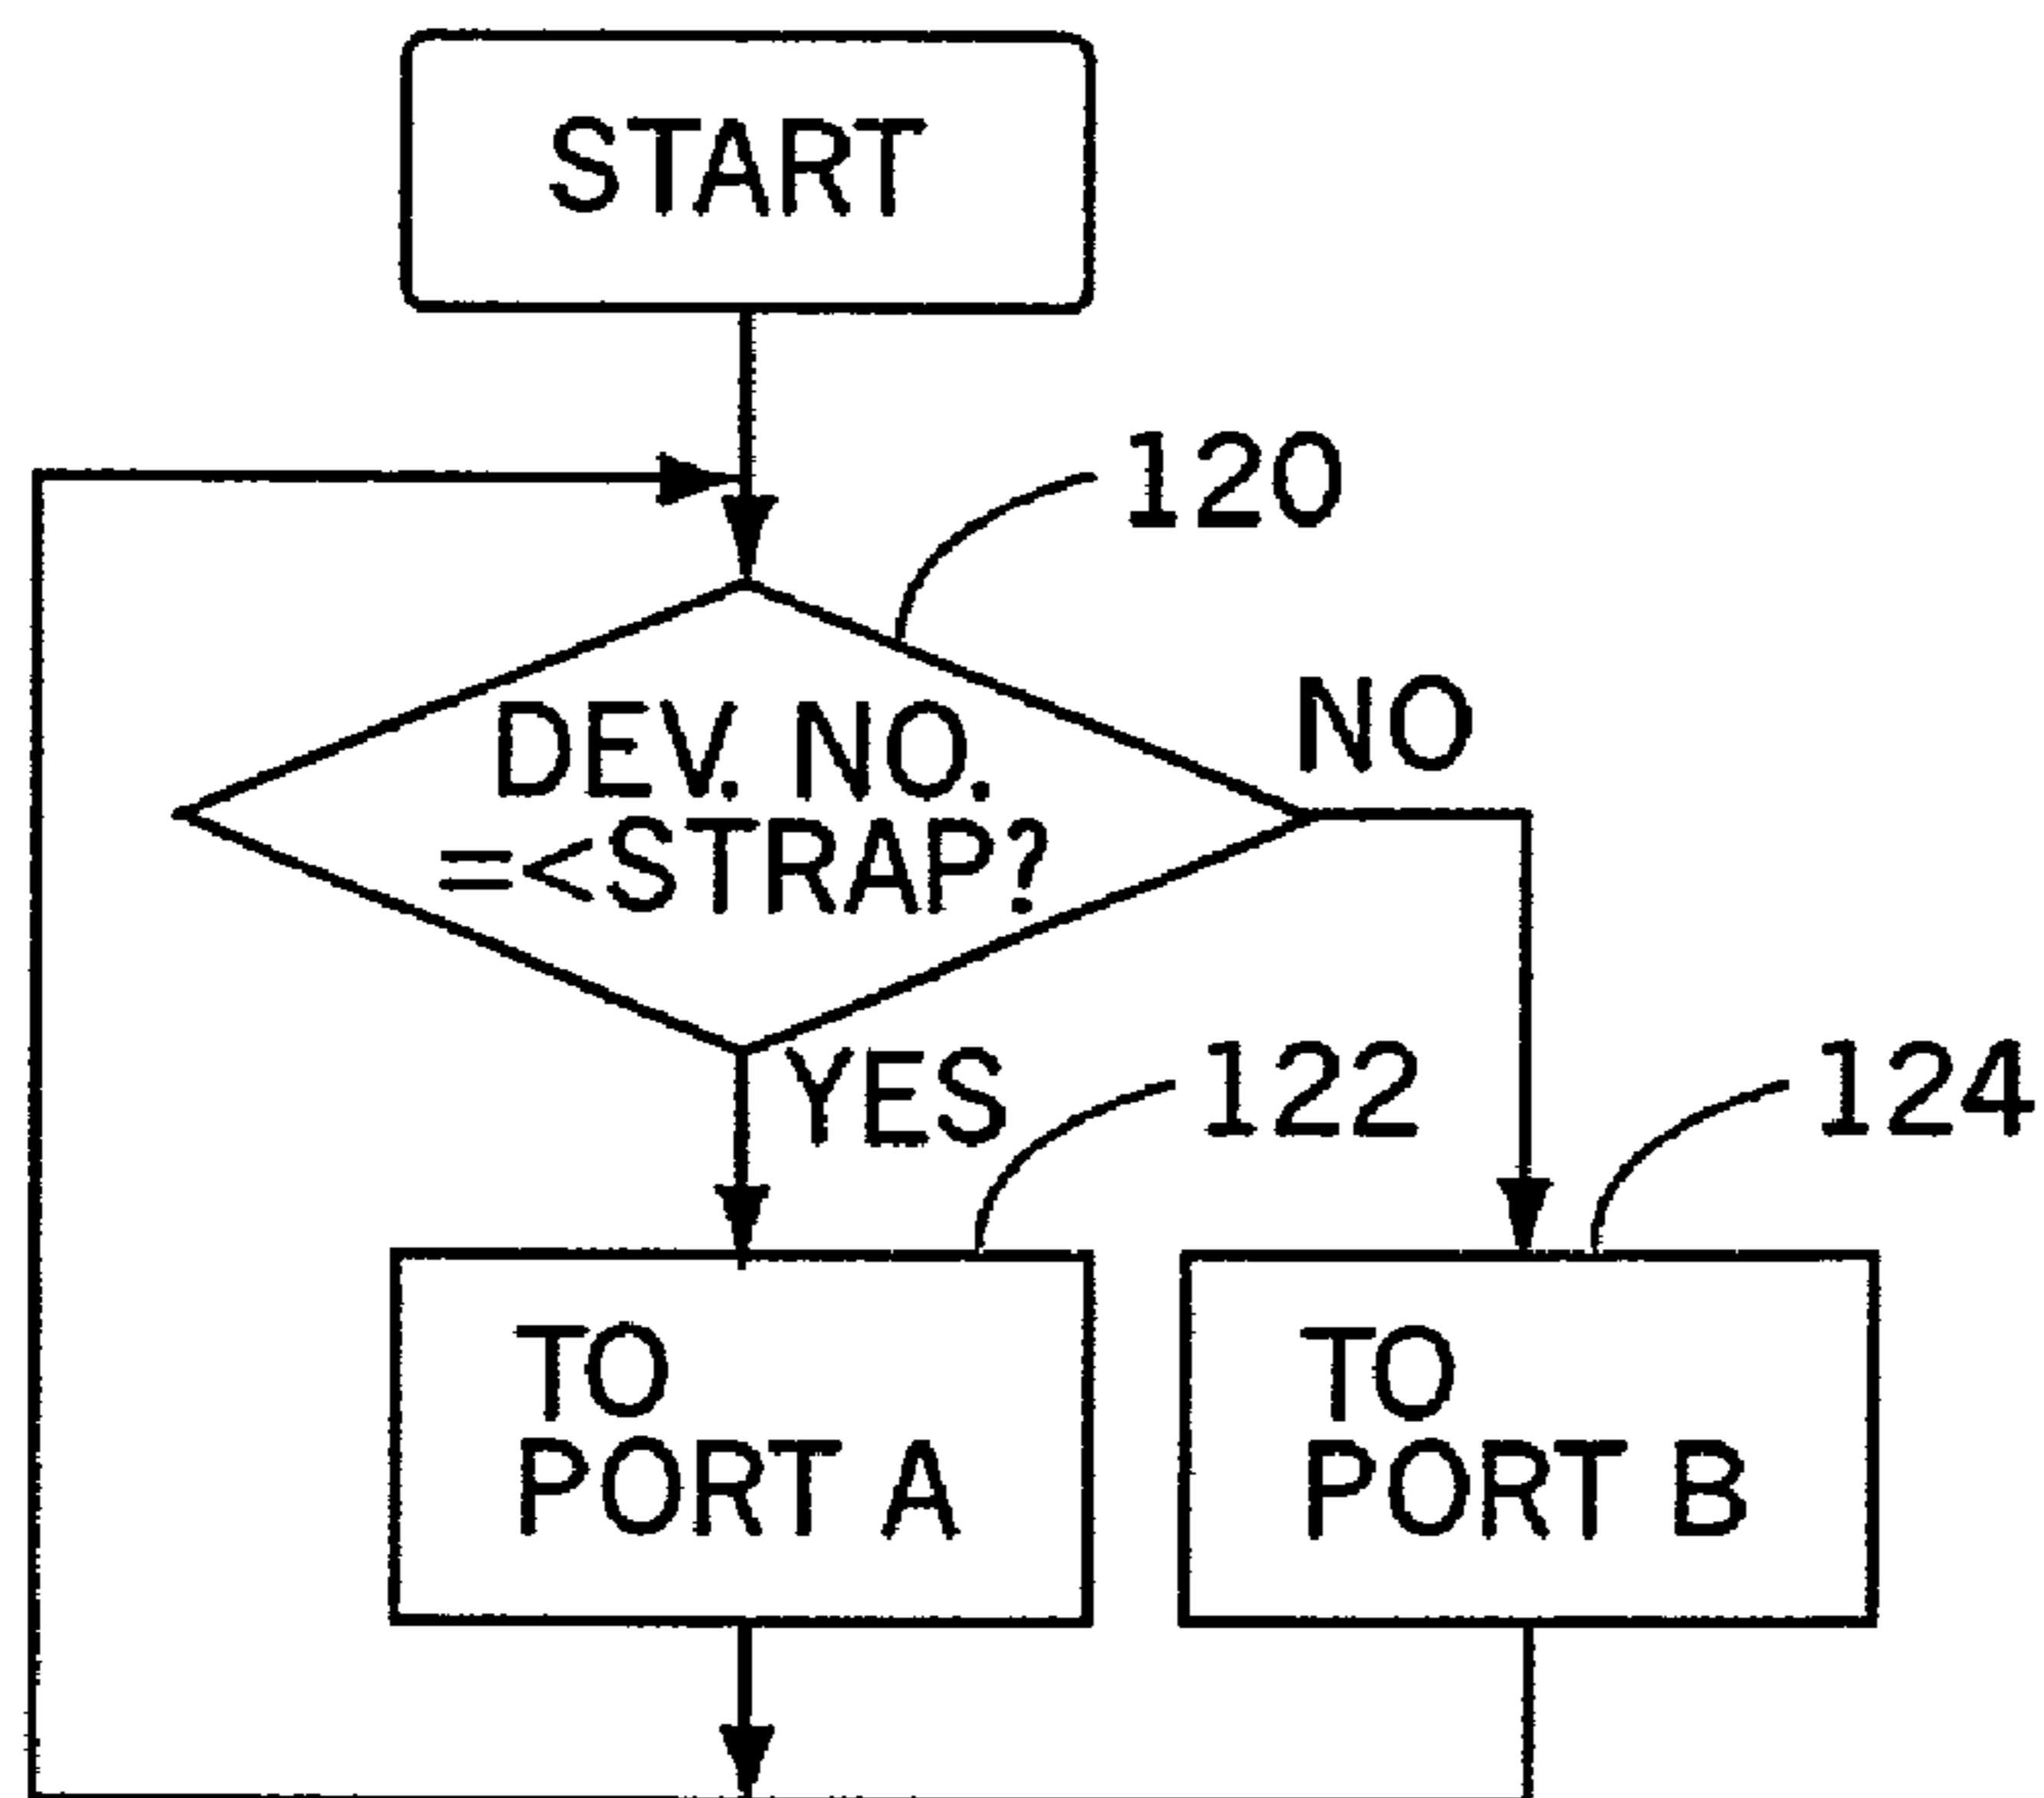 START
120
DEV. NO.
=<STRAP?
NO
YES
122
124
TO
PORT A
TO
PORT B